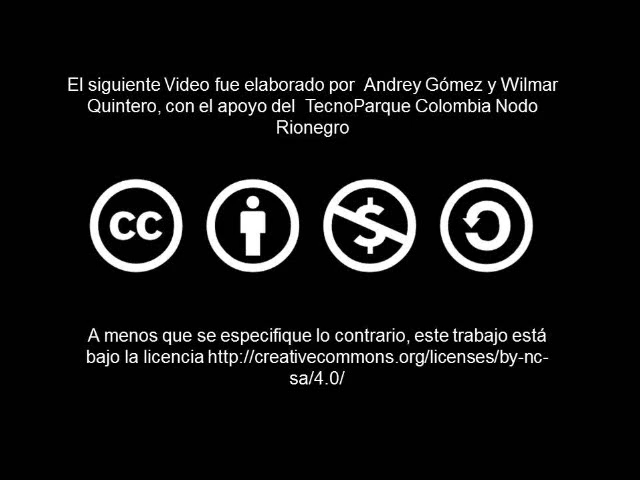 El siguiente Video fue elaborado por  Andrey Gómez y Wilmar
Quintero, con el apoyo del  TecnoParque Colombia Nodo
Rionegro
cc
$
A menos que se especifique lo contrario, este trabajo está
bajo la licencia http://creativecommons.org/licenses/by-nc-
sa/4.0/